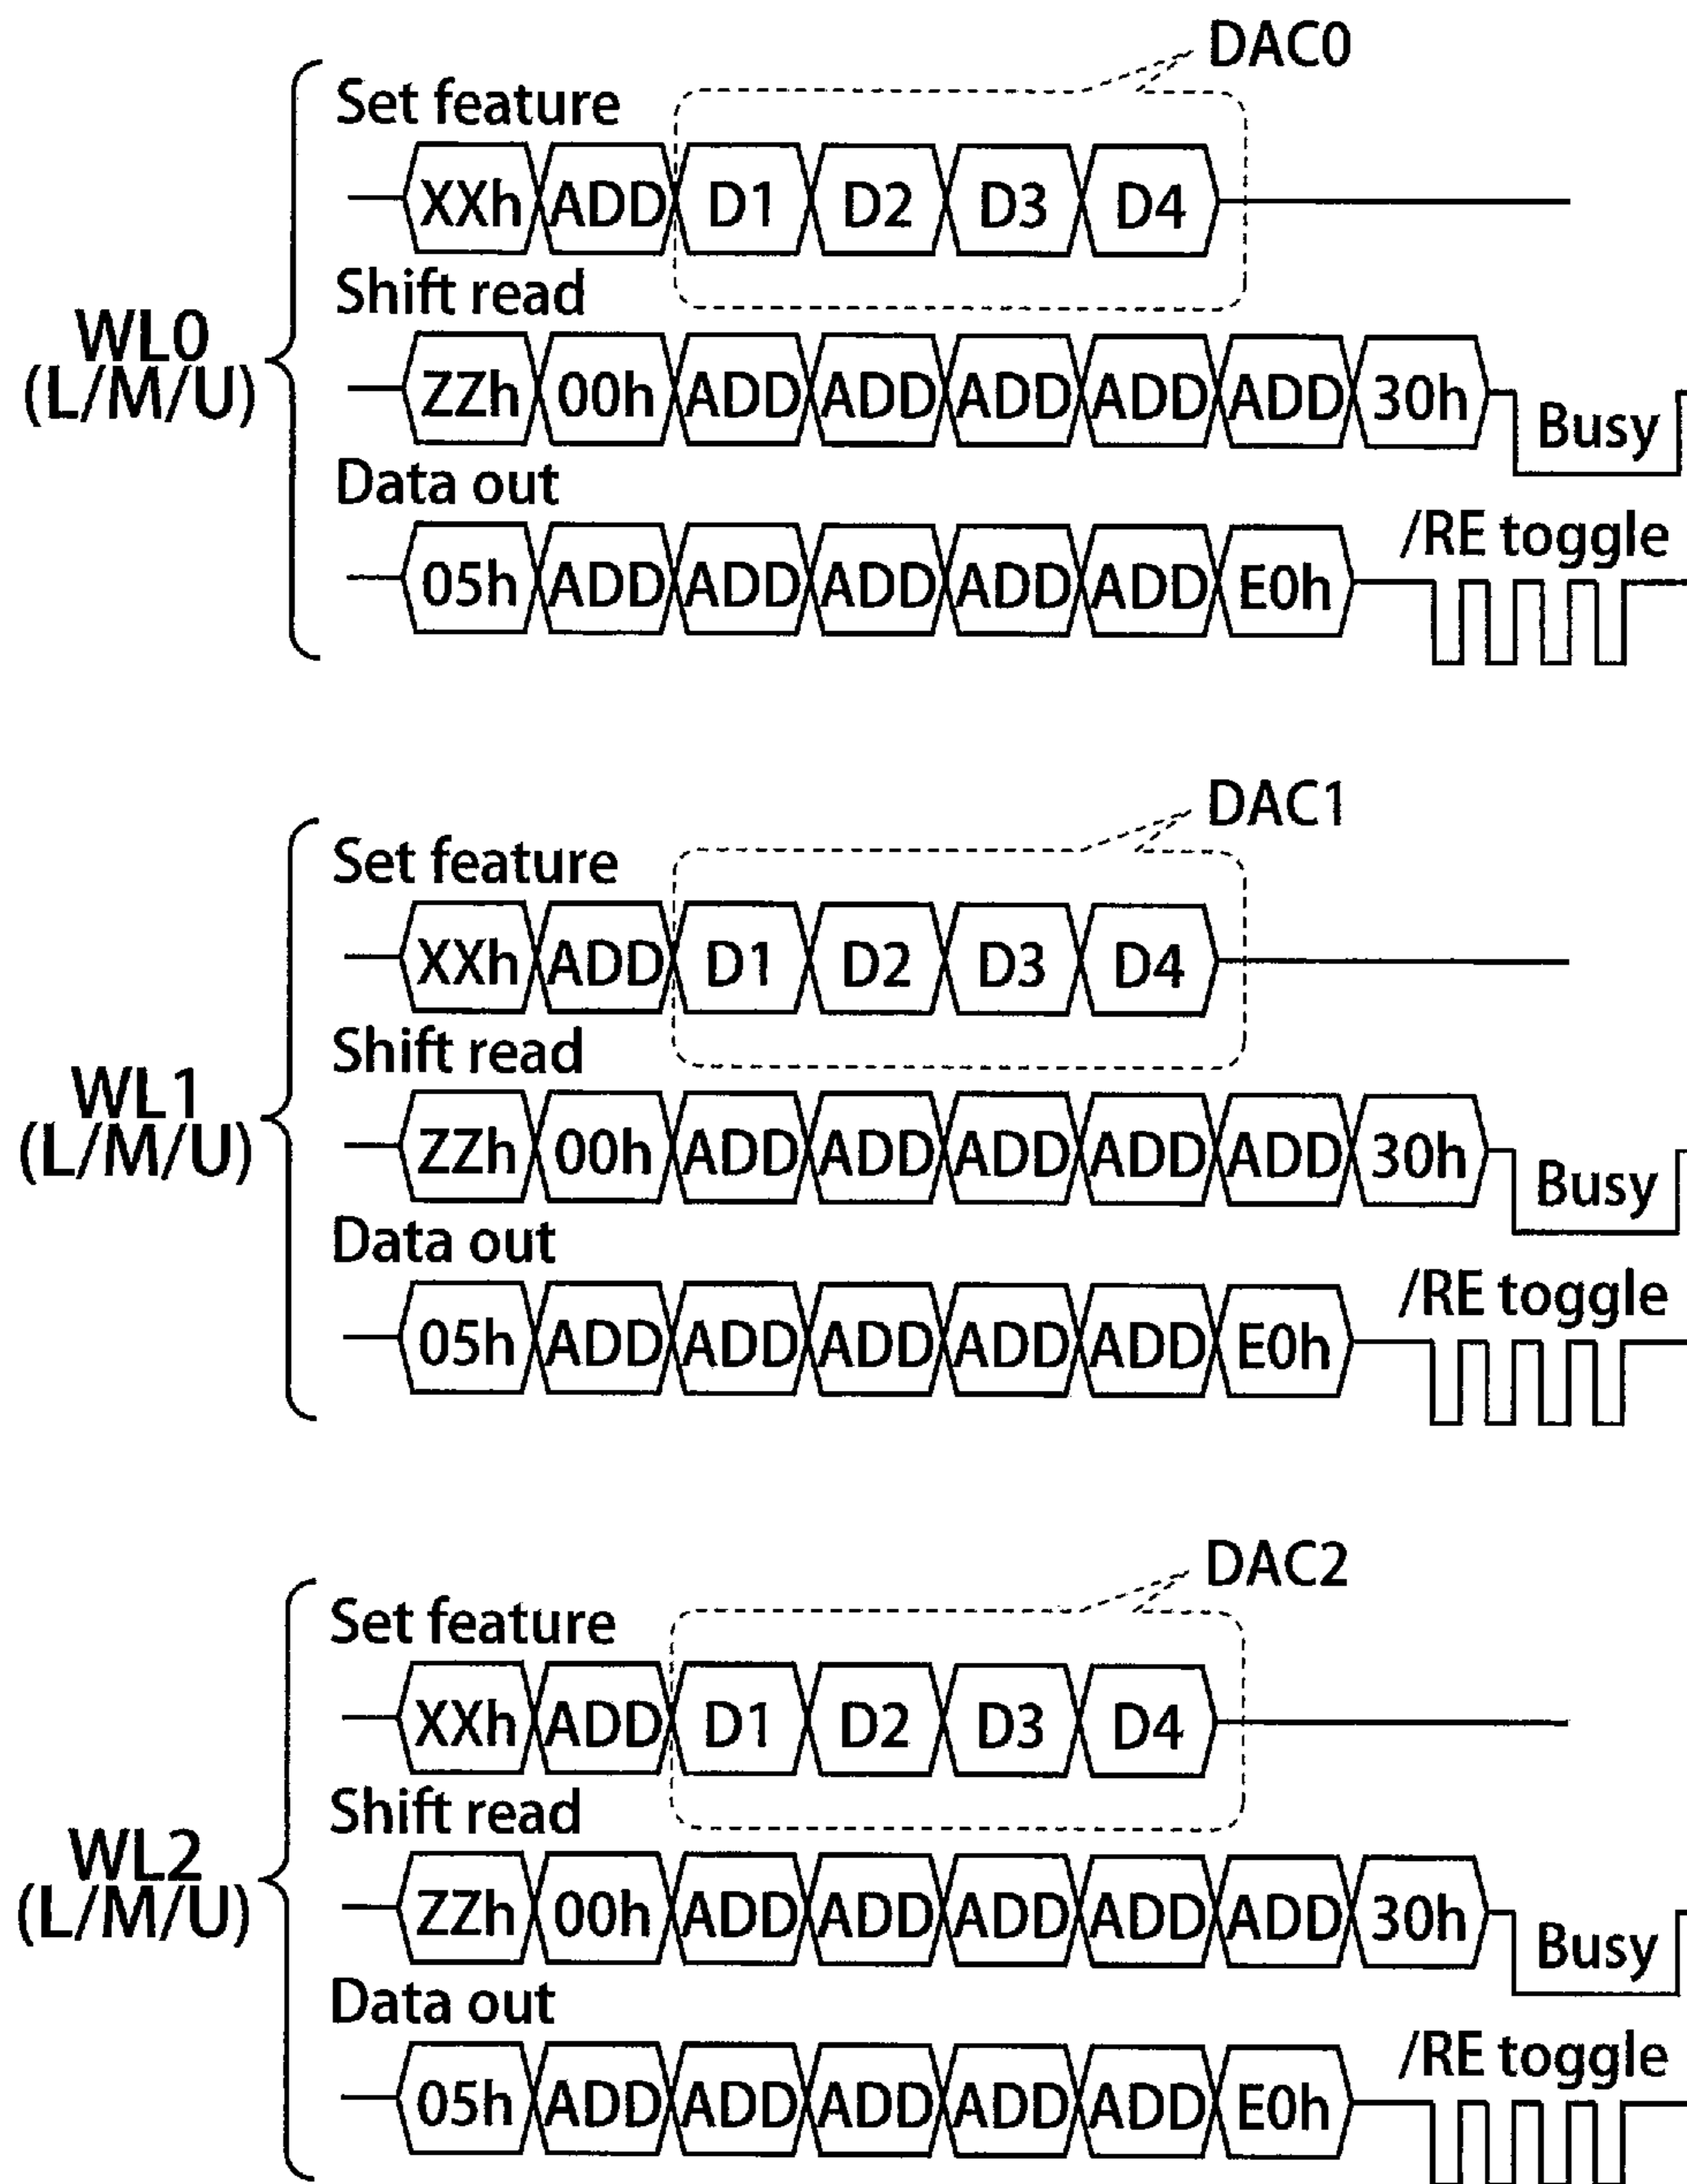 DAC0
Set feature
XXh ADD D1 D2 D3 D4
Shift read
WL0
(L/M/U)
ZZh 00h ADD ADD ADD ADD ADD 30h Busy
Data out
/RE toggle
05h ADD ADD ADD ADD ADD E0h
DAC1
Set feature
XXh ADD D1 D2 D3 D4
Shift read
WL1
(L/M/U)
ZZh 00h ADD ADD ADD ADD ADD 30h Busy
Data out
/RE toggle
05h ADD ADD ADD ADD ADD E0h
DAC2
Set feature
XXh ADD D1 D2 D3 D4
Shift read
WL2
(L/M/U)
ZZh 00h ADD ADD ADD ADD ADD 30h Busy
Data out
/RE toggle
05h ADD ADD ADD ADD ADD E0h